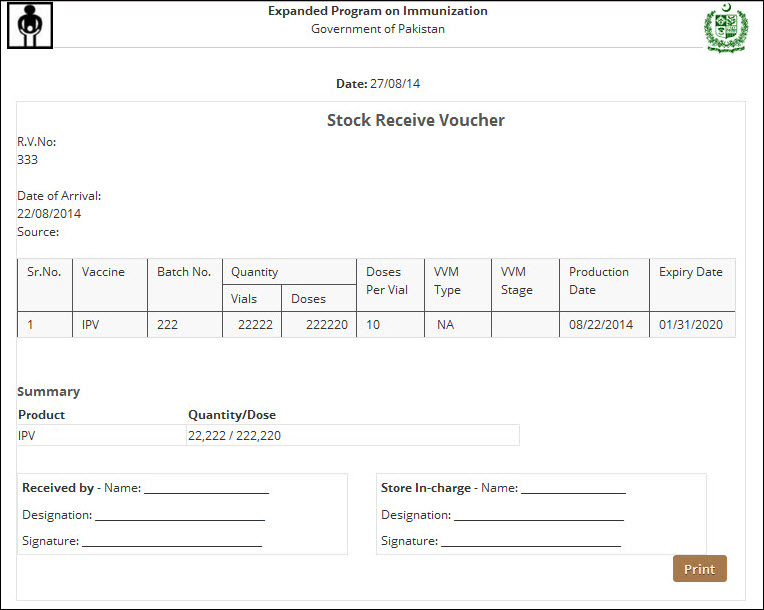 Expanded Program on Immunization
Government of Pakistan
Date: 27/08/14
Stock Receive Voucher
R.V.No:
333
Date of Arrival:
22/08/2014
Source:
Sr.No. Vaccine Batch No. Quantity Doses Per Vial VVM Type VVM Stage Production Date Expiry Date
Vials Doses
1 IPV 222 22222 222220 10 NA 08/22/2014 01/31/2020
Summary
Product Quantity/Dose
IPV 22,222 / 222,220
Received by - Name: ____________________ Store In-charge - Name: _________________
Designation: ___________________________ Designation: ___________________________
Signature: _____________________________ Signature: _____________________________
Print